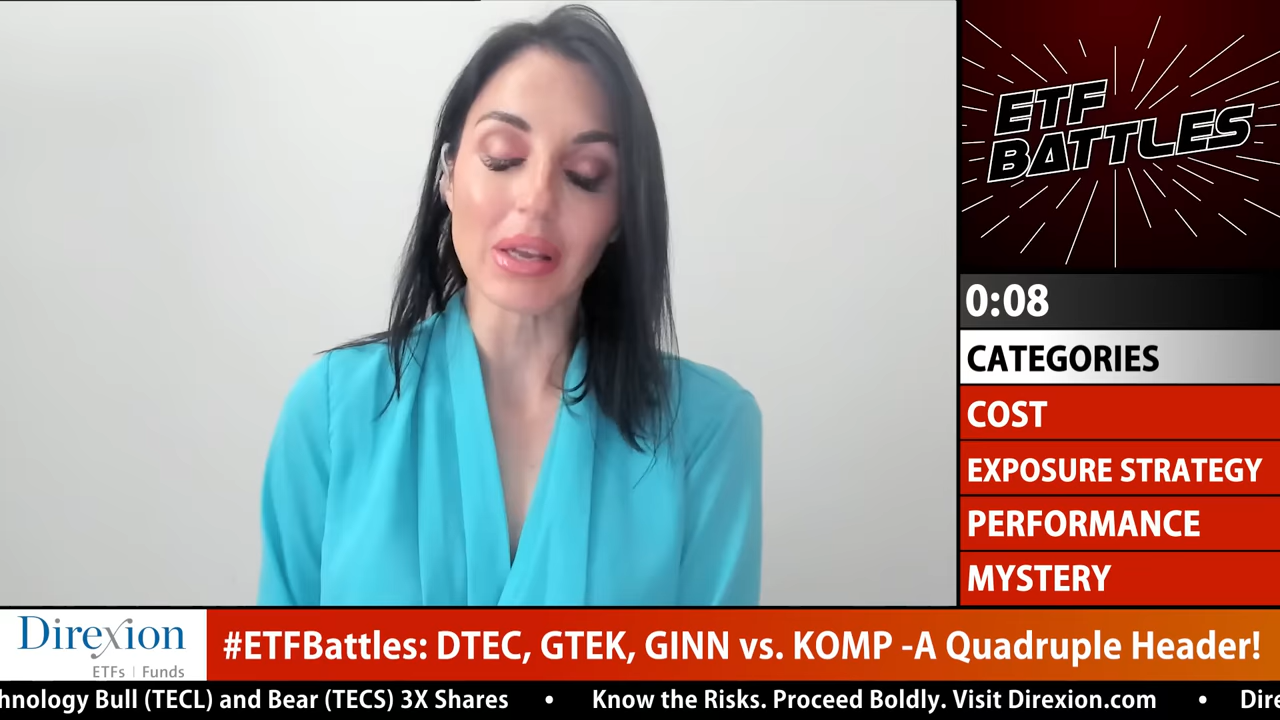 ETF
BATTLES
0:08
CATEGORIES
COST
EXPOSURE STRATEGY
PERFORMANCE
MYSTERY
Direxion
ETFs | Funds
#ETFBattles: DTEC, GTEK, GINN vs. KOMP -A Quadruple Header!
hnology Bull (TECL) and Bear (TECS) 3X Shares • Know the Risks. Proceed Boldly. Visit Direxion.com • Dire